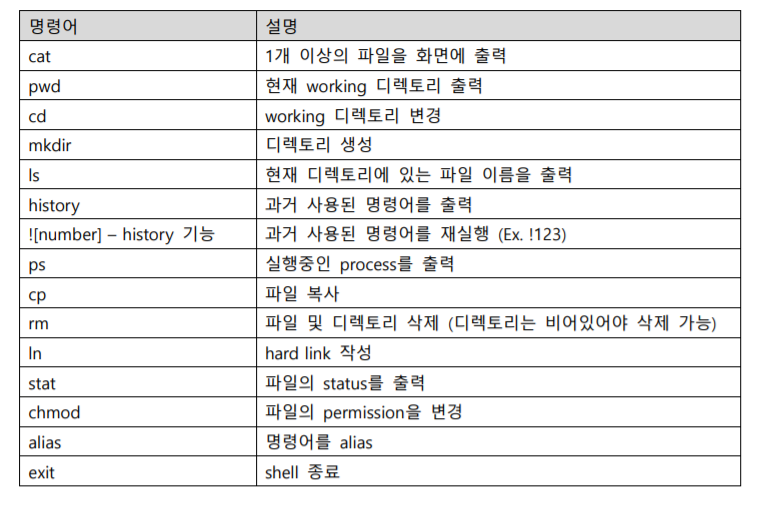 명령어 설명
cat 1개 이상의 파일을 화면에 출력
pwd 현재 working 디렉토리 출력
cd working 디렉토리 변경
mkdir 디렉토리 생성
ls 현재 디렉토리에 있는 파일 이름을 출력
history 과거 사용된 명령어를 출력
![number] – history 기능 과거 사용된 명령어를 재실행 (Ex. !123)
ps 실행중인 process를 출력
cp 파일 복사
rm 파일 및 디렉토리 삭제 (디렉토리는 비어있어야 삭제 가능)
ln hard link 작성
stat 파일의 status를 출력
chmod 파일의 permission을 변경
alias 명령어를 alias
exit shell 종료